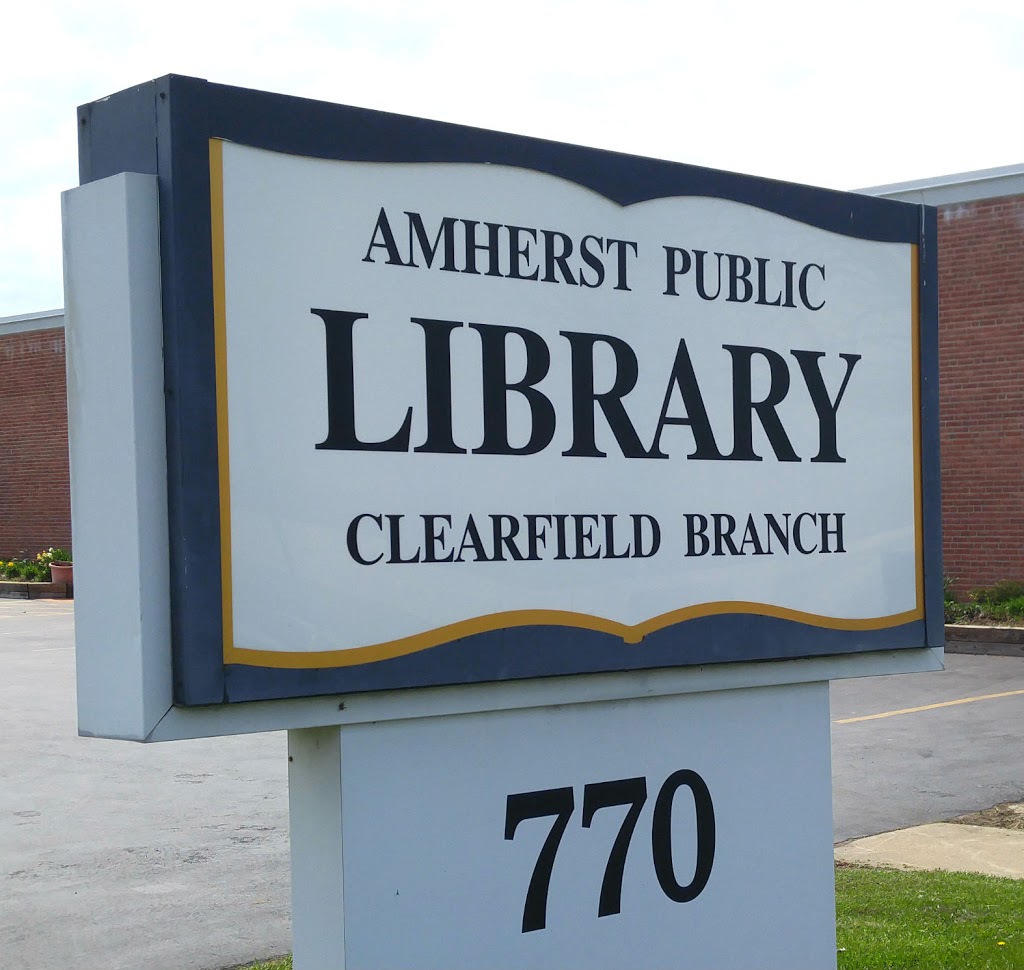 AMHERST PUBLIC
LIBRARY
CLEARFIELD BRANCH
770